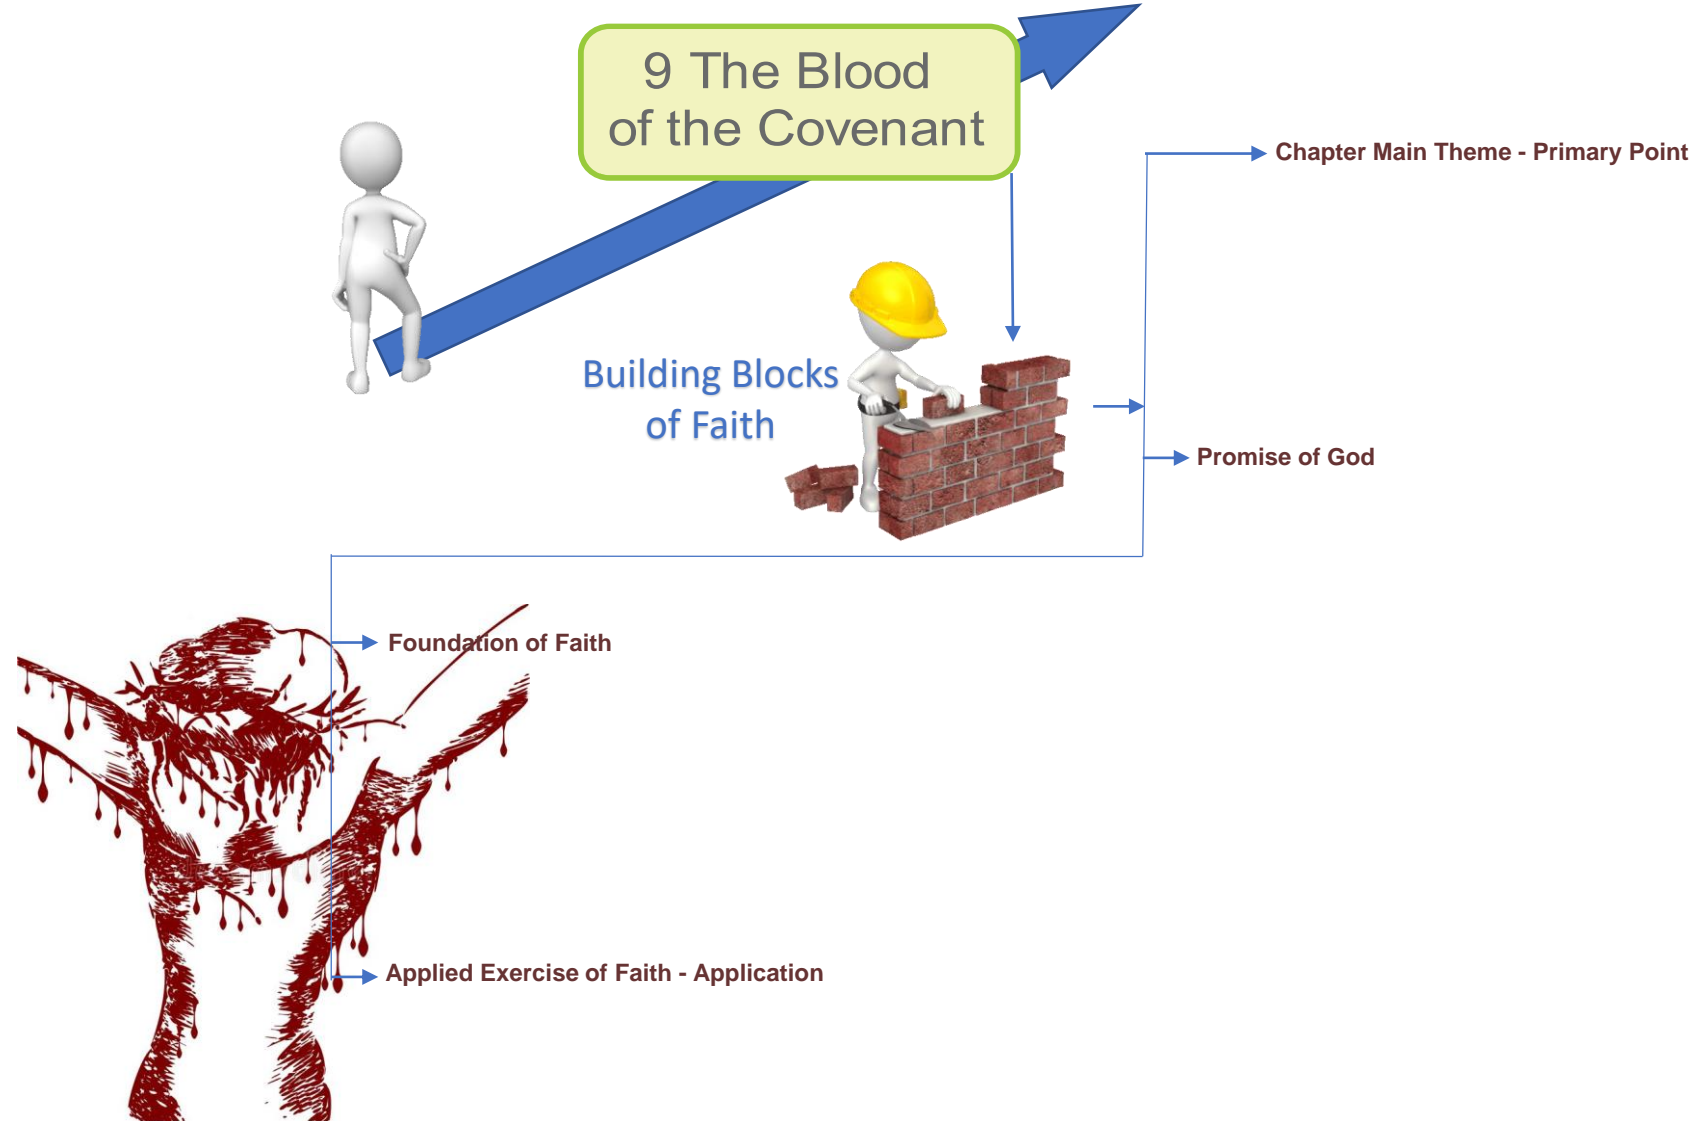 9 The Blood
of the Covenant
Chapter Main Theme - Primary Point
Building Blocks
of Faith
Promise of God
Foundation of Faith
Applied Exercise of Faith - Application